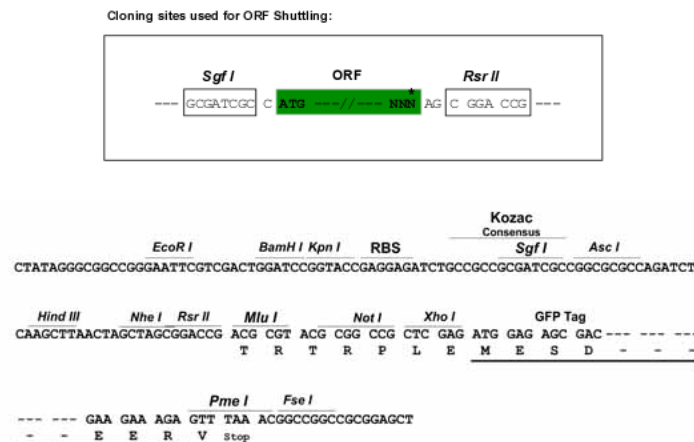 Cloning sites used for ORF Shuttling:
Sgf I ORF Rsr II
*
--- GCGATCGC C ATG ---//--- NNN AG C GGA CCG ---
Kozac
Consensus
EcoR I BamH I Kpn I RBS Sgf I Asc I
CTATAGGGCGGCCGGGAATTCGTCGACTGGATCCGGTACCGAGGAGATCTGCCGCCGCGATCGCCGGCGCGCCAGATCT
Hind III Nhe I Rsr II Mlu I Not I Xho I GFP Tag
CAAGCTTAACTAGCTAGCGGACCG ACG CGT ACG CGG CCG CTC GAG ATG GAG AGC GAC--- --- ---
T R T R P L E M E S D - - -
Pme I Fse I
--- --- GAA GAA AGA GTT TAA ACGGCCGGCCGCGGAGCT
- - E E R V Stop